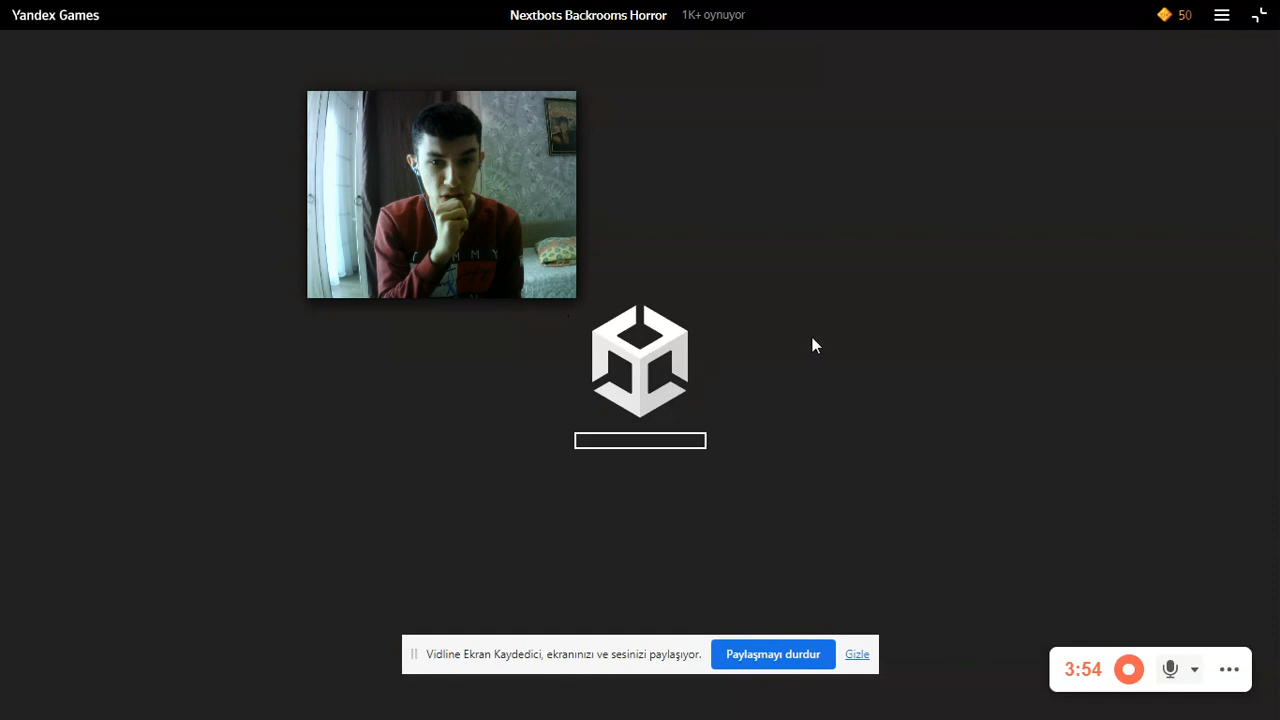 Yandex Games
Nextbots Backrooms Horror 1K+ oynuyor
50
MMY
Vidline Ekran Kaydedici, ekranınızı ve sesinizi paylaşıyor.
Paylaşmayı durdur
Gizle
3:54